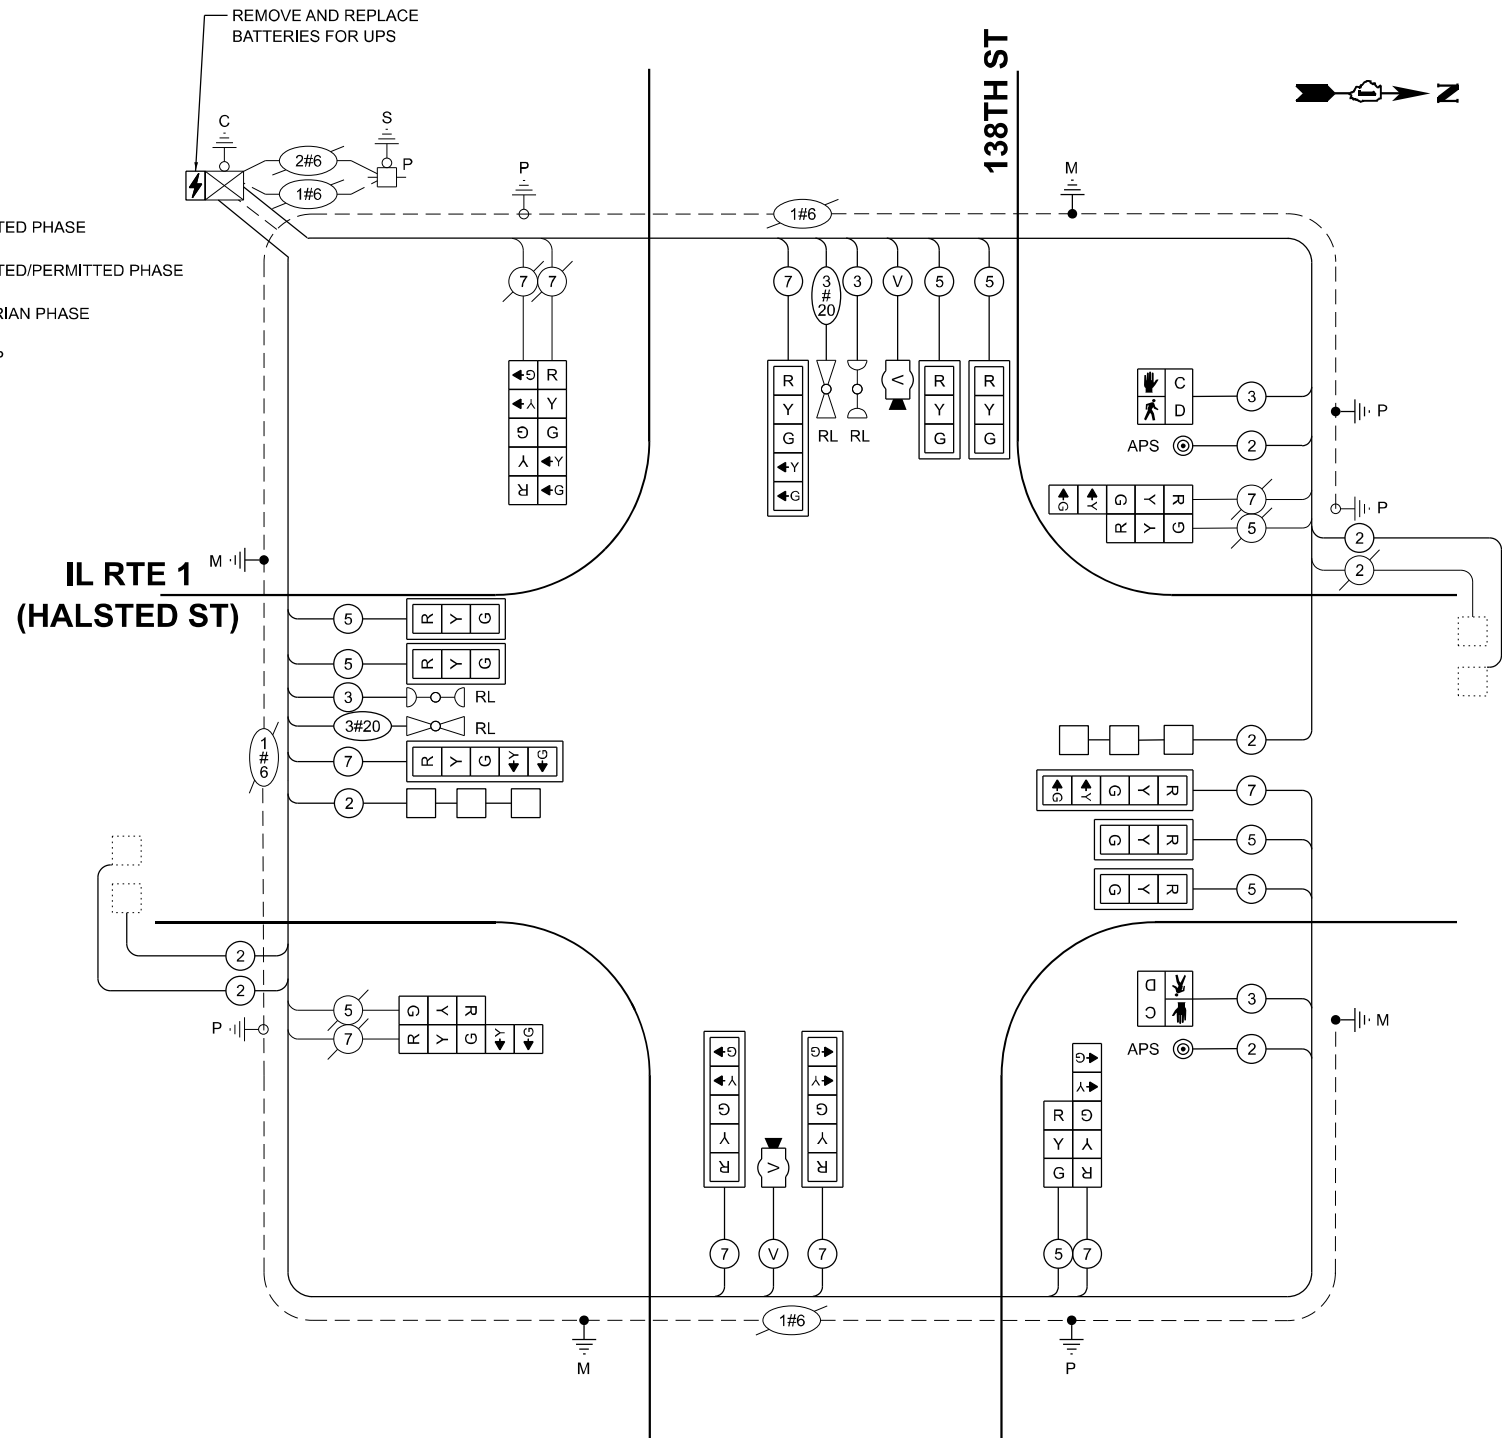 REMOVE AND REPLACE
BATTERIES FOR UPS
138TH ST
N
C
S
P
2#6
1#6
P
1#6
M
TED PHASE
TED/PERMITTED PHASE
RIAN PHASE
P
7
7
7
3
#
20
3
V
5
5
G R
Y Y
G G
Y Y
R G
R
Y
G
Y
G
RL
RL
V
R
Y
G
R
Y
G
C
D
3
APS
2
P
G Y G Y R
7
R Y G
5
P
2
2
M
IL RTE 1
(HALSTED ST)
5
R Y G
5
R Y G
3
RL
3#20
RL
7
R Y G Y G
2
1
#
6
2
G Y G Y R
7
G Y R
5
G Y R
5
2
2
P
5
G Y R
7
R Y G Y G
D
C
3
APS
2
M
G
Y
G
Y
R
V
G
Y
G
Y
R
G
Y
R G
Y Y
G R
7
V
7
5
7
1#6
M
P